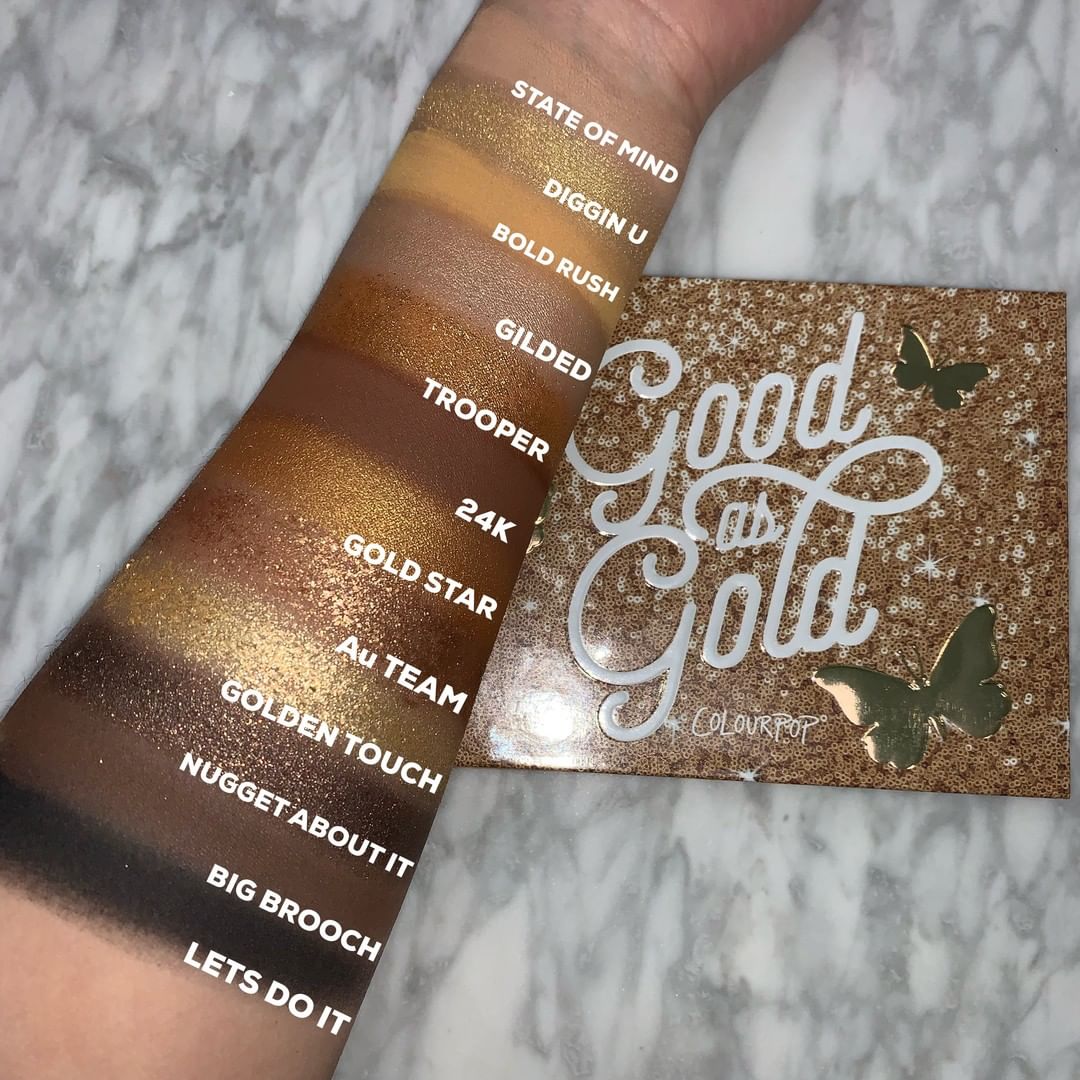 STATE OF MIND
DIGGIN U
BOLD RUSH
GILDED
TROOPER
24K
GOLD STAR
Au TEAM
GOLDEN TOUCH
NUGGET ABOUT IT
BIG BROOCH
LETS DO IT
Good
as
Gold
COLOURPOP